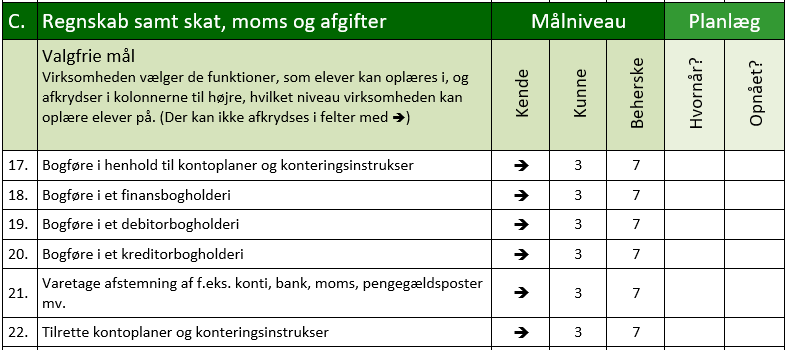 C. Regnskab samt skat, moms og afgifter Målniveau Planlæg
Valgfrie mål
Virksomheden vælger de funktioner, som elever kan oplæres i, og
afkrydser i kolonnerne til højre, hvilket niveau virksomheden kan
oplære elever på. (Der kan ikke afkrydses i felter med ➔)
Kende
Kunne
Beherske
Hvornår?
Opnået?
17. Bogføre i henhold til kontoplaner og konteringsinstrukser ➔ 3 7
18. Bogføre i et finansbogholderi ➔ 3 7
19. Bogføre i et debitorbogholderi ➔ 3 7
20. Bogføre i et kreditorbogholderi ➔ 3 7
21. Varetage afstemning af f.eks. konti, bank, moms, pengegældsposter
mv. ➔ 3 7
22. Tilrette kontoplaner og konteringsinstrukser ➔ 3 7